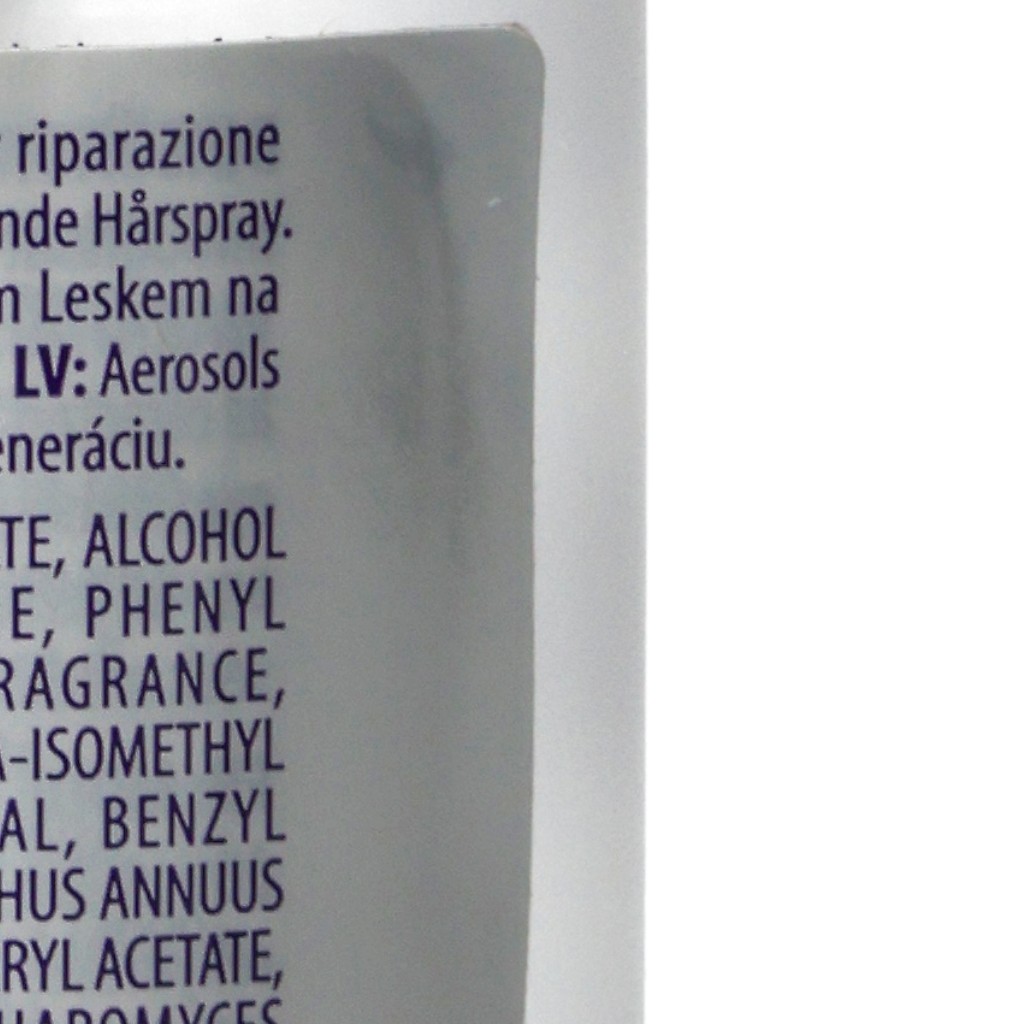 riparazione
nde Hårspray.
m Leskem na
LV: Aerosols
eneráciu.
TE, ALCOHOL
E, PHENYL
RAGRANCE,
A-ISOMETHYL
AL, BENZYL
HUS ANNUUS
RYL ACETATE,
HAROMYCES